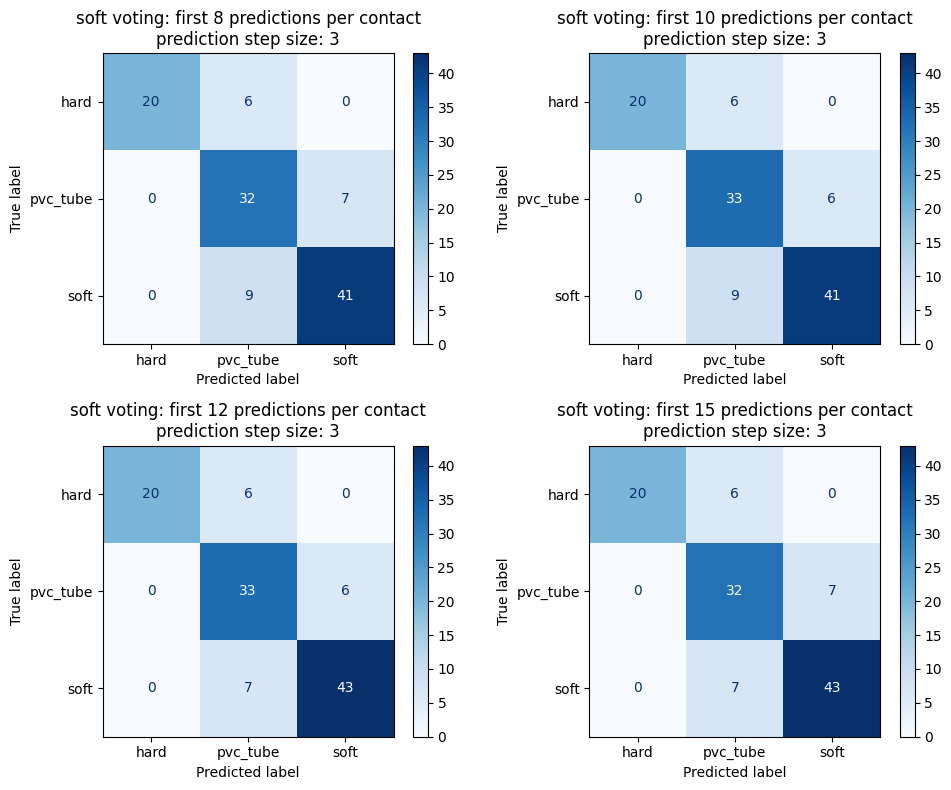 soft voting: first 8 predictions per contact
prediction step size: 3
hard
20 6 0
pvc_tube
0 32 7
soft
0 9 41
hard pvc_tube soft
Predicted label
True label
40
35
30
25
20
15
10
5
0
soft voting: first 10 predictions per contact
prediction step size: 3
hard
20 6 0
pvc_tube
0 33 6
soft
0 9 41
hard pvc_tube soft
Predicted label
True label
40
35
30
25
20
15
10
5
0
soft voting: first 12 predictions per contact
prediction step size: 3
hard
20 6 0
pvc_tube
0 33 6
soft
0 7 43
hard pvc_tube soft
Predicted label
True label
40
35
30
25
20
15
10
5
0
soft voting: first 15 predictions per contact
prediction step size: 3
hard
20 6 0
pvc_tube
0 32 7
soft
0 7 43
hard pvc_tube soft
Predicted label
True label
40
35
30
25
20
15
10
5
0